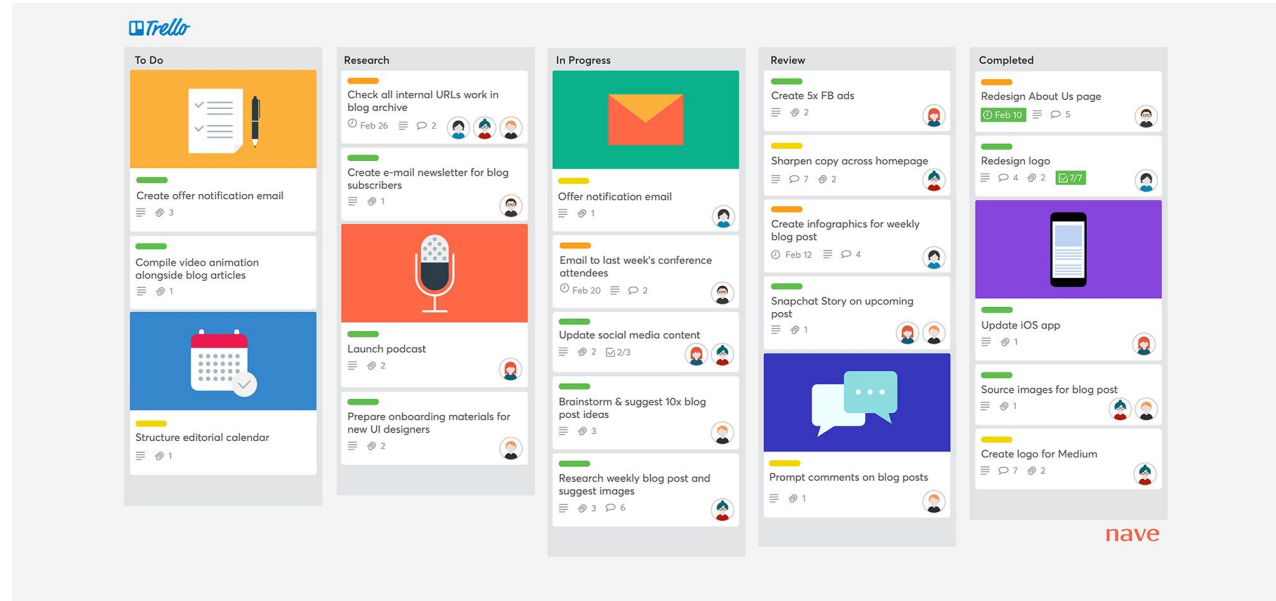 Trello
To Do
Create offer notification email
3
Compile video animation
alongside blog articles
1
Structure editorial calendar
1
Research
Check all internal URLs work in
blog archive
Feb 26 2
Create e-mail newsletter for blog
subscribers
1
Launch podcast
2
Prepare onboarding materials for
new UI designers
2
In Progress
Offer notification email
1
Email to last week's conference
attendees
Feb 20 2
Update social media content
2 2/3
Brainstorm & suggest 10x blog
post ideas
3
Research weekly blog post and
suggest images
3 6
Review
Create 5x FB ads
2
Sharpen copy across homepage
7 2
Create infographics for weekly
blog post
Feb 12 4
Snapchat Story on upcoming
post
1
Prompt comments on blog posts
1
Completed
Redesign About Us page
Feb 10 5
Redesign logo
4 2 7/7
Update iOS app
1
Source images for blog post
1
Create logo for Medium
7 2
nave